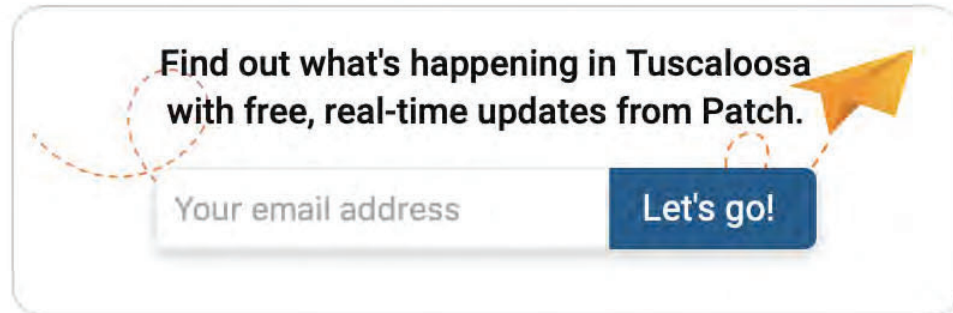 Find out what's happening in Tuscaloosa
with free, real-time updates from Patch.
Your email address
Let's go!